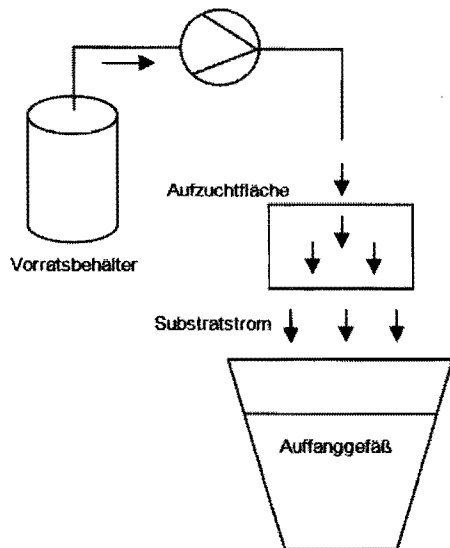 Aufzuchtfläche
Vorratsbehälter
Substratstrom
Auffanggefäß